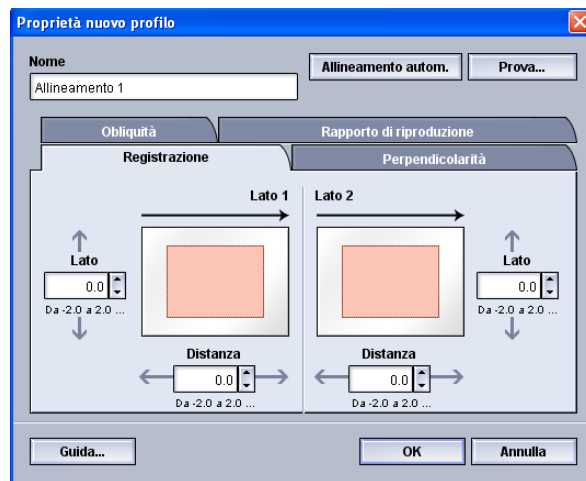 Proprietà nuovo profilo
Nome
Allineamento autom.
Prova...
Allineamento 1
Obliquità
Rapporto di riproduzione
Registrazione
Perpendicolarità
Lato 1
Lato 2
Lato
0.0
Da -2.0 a 2.0 ...
Lato
0.0
Da -2.0 a 2.0 ...
Distanza
0.0
Da -2.0 a 2.0 ...
Distanza
0.0
Da -2.0 a 2.0 ...
Guida...
OK
Annulla